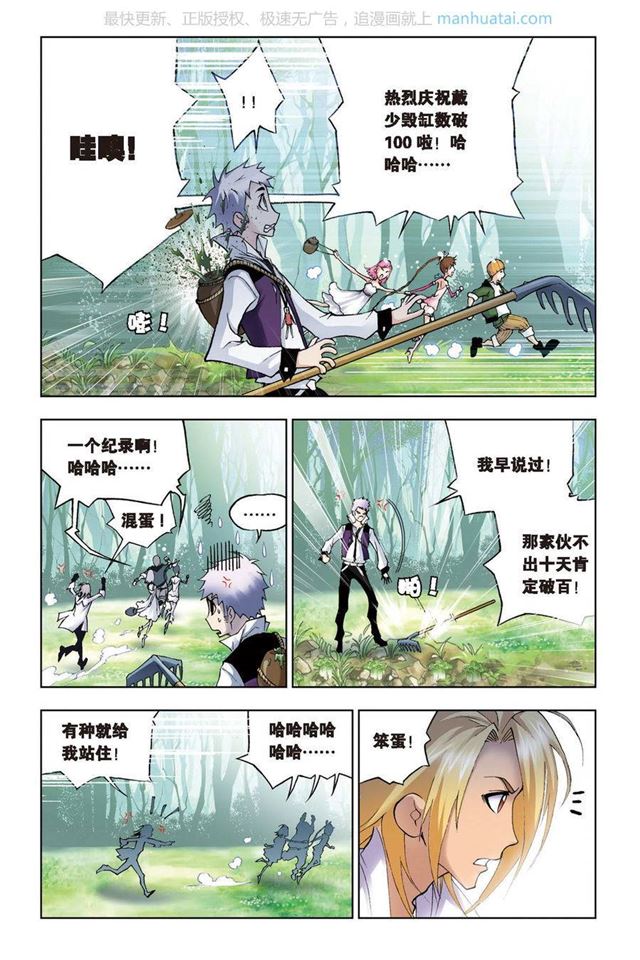 最快更新、正版授权、极速无广告，追漫画就上 manhuatai.com
哇噢！
！！
热烈庆祝戴
少毁缸数破
100 啦！哈
哈哈……
哇！
一个纪录啊！
哈哈哈……
混蛋！
……
我早说过！
那家伙不
出十天肯
定破百！
啪！
有种就给
我站住！
哈哈哈哈
哈哈……
笨蛋！